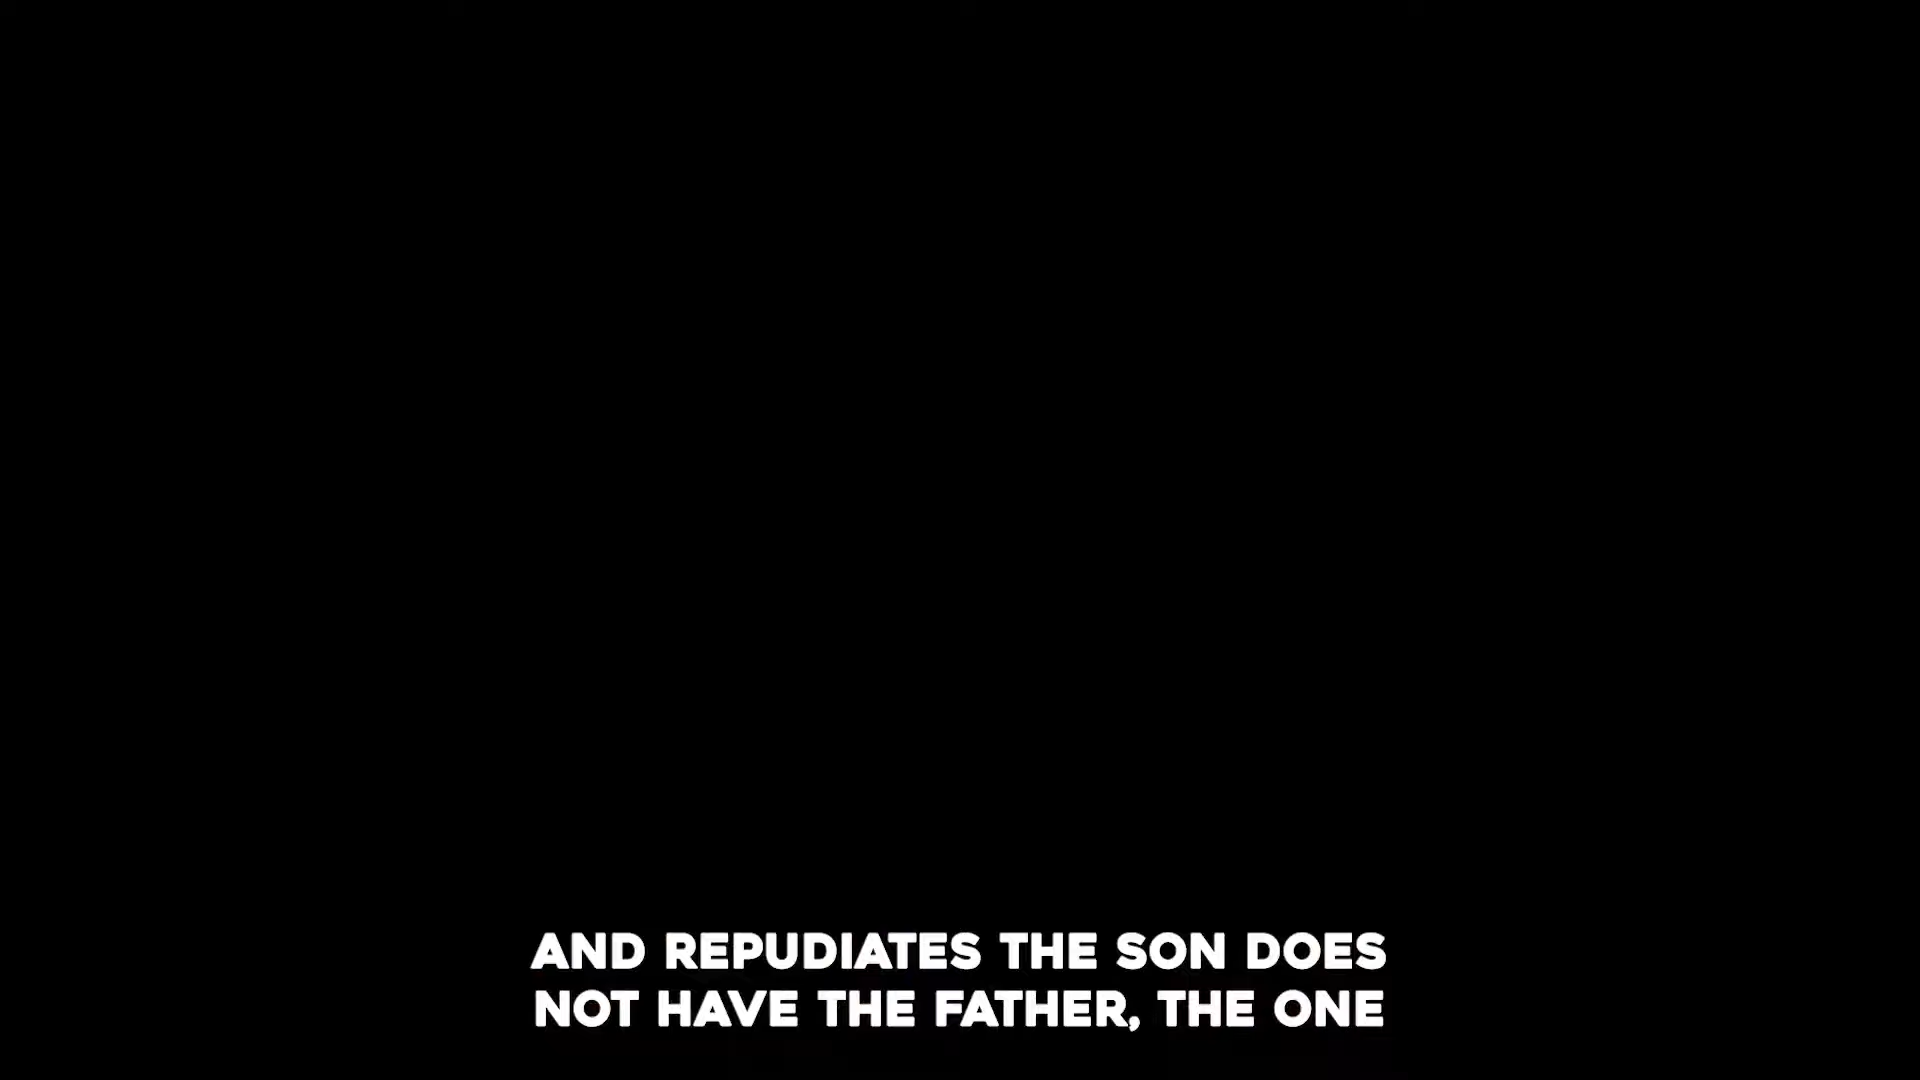 AND REPUDIATES THE SON DOES
NOT HAVE THE FATHER, THE ONE